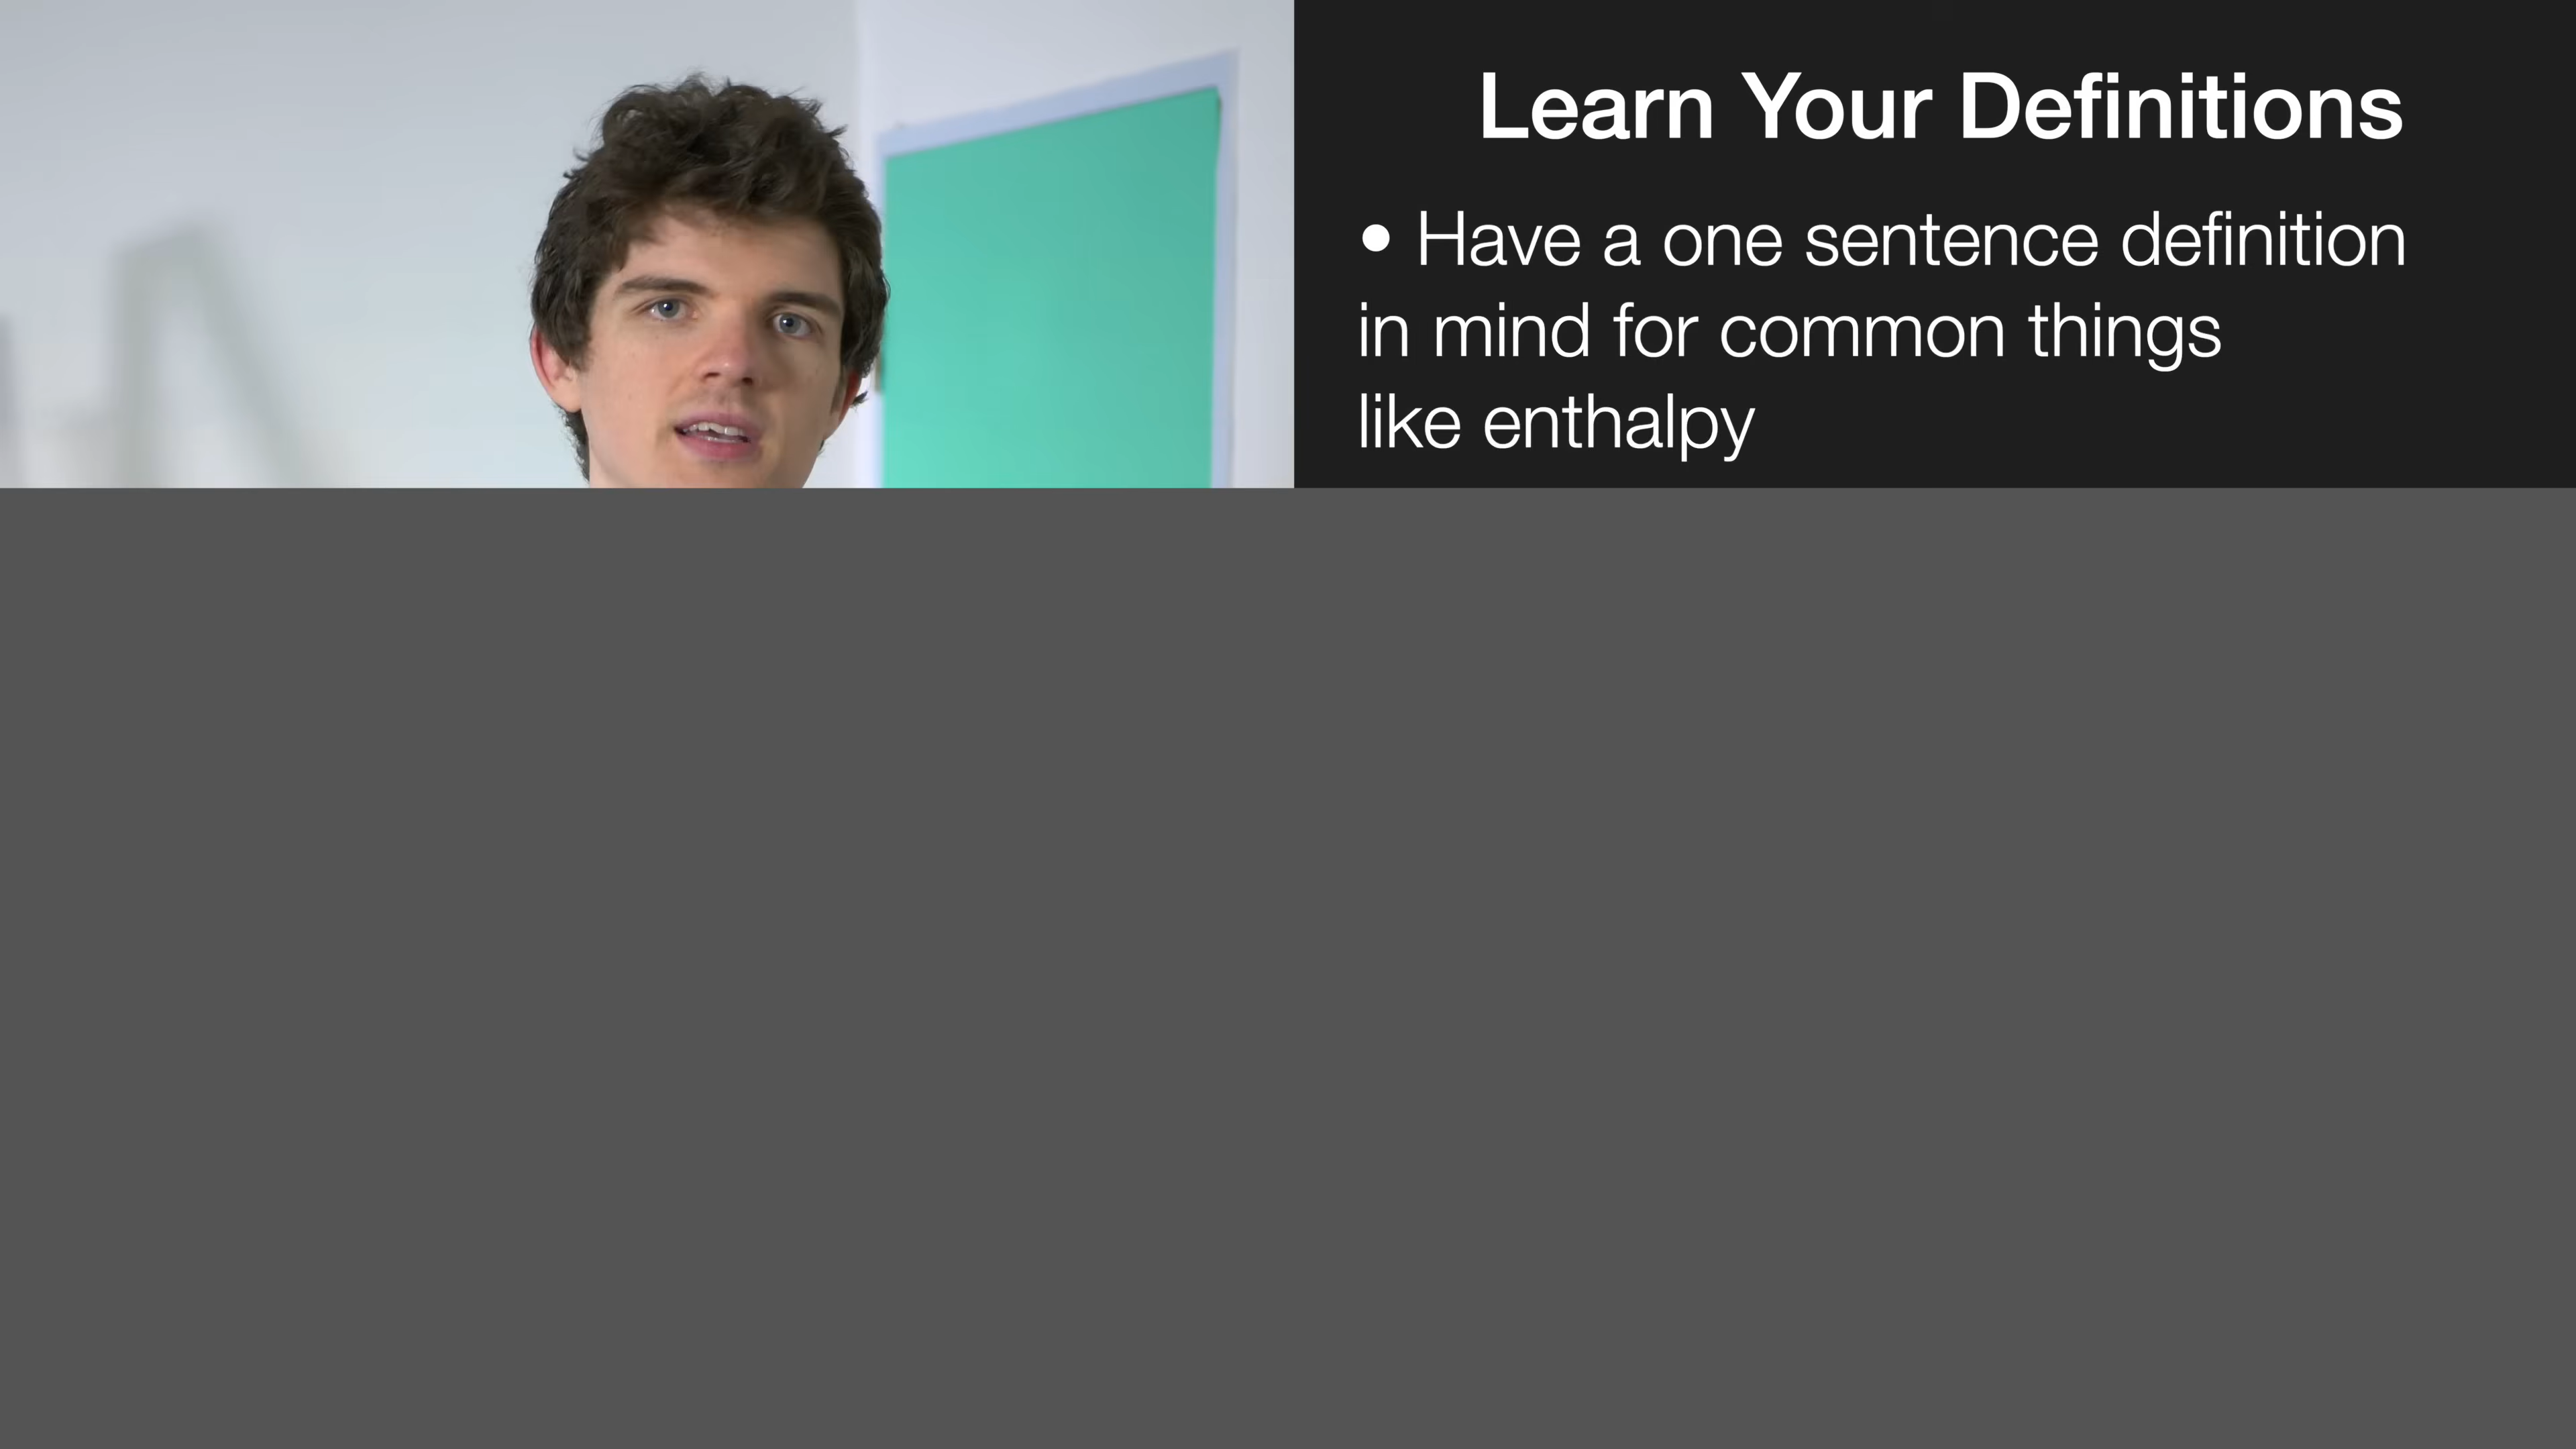 Learn Your Definitions
• Have a one sentence definition
in mind for common things
like enthalpy